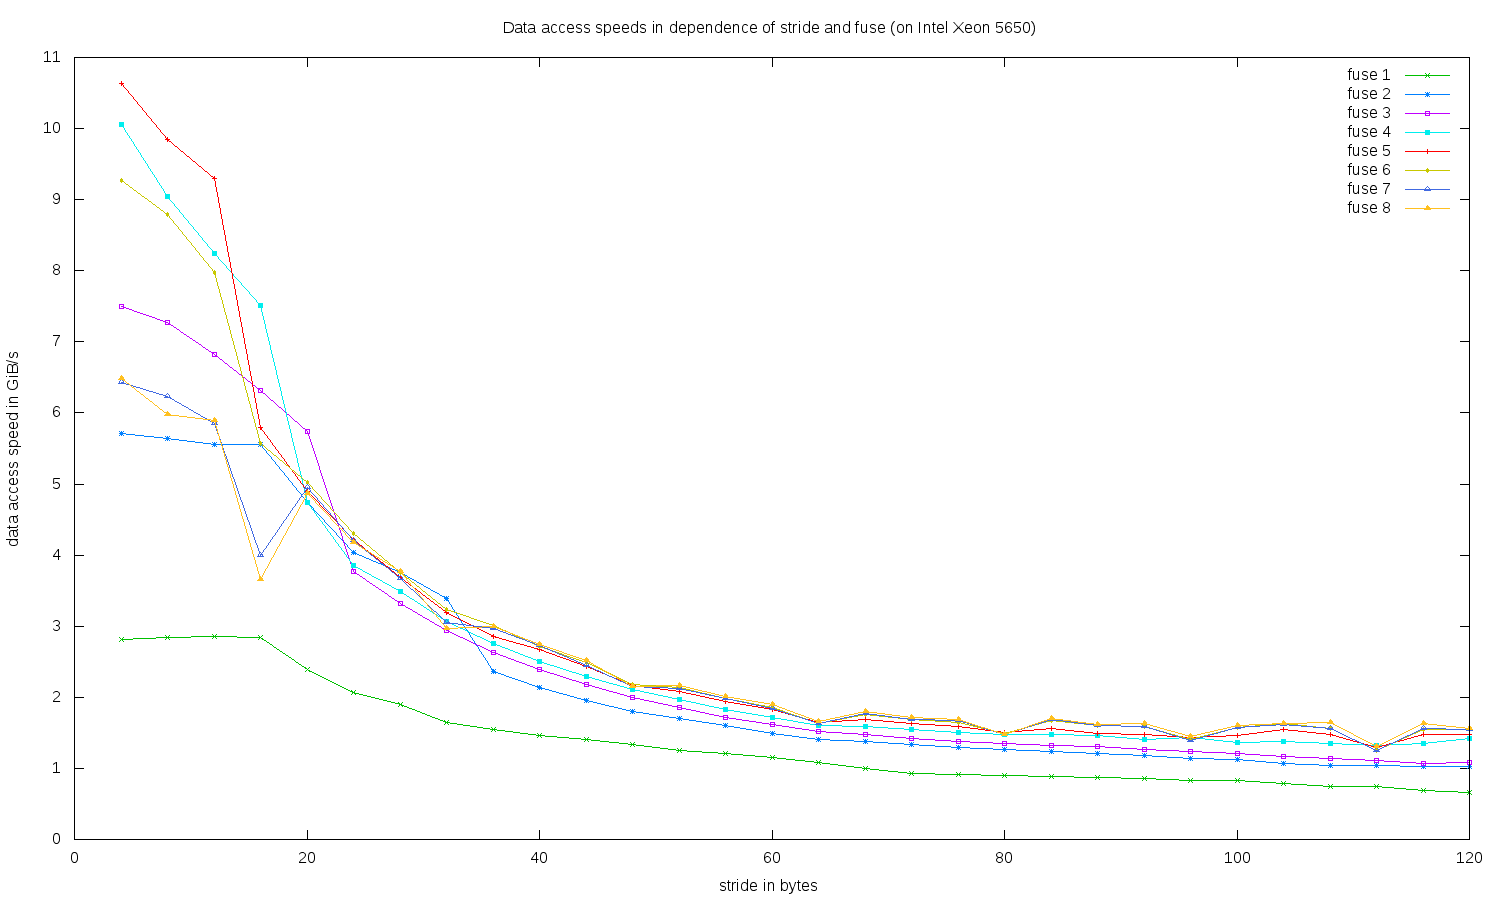 Data access speeds in dependence of stride and fuse (on Intel Xeon 5650)
11
10
9
8
7
6
5
4
3
2
1
0
data access speed in GiB/s
fuse 1
fuse 2
fuse 3
fuse 4
fuse 5
fuse 6
fuse 7
fuse 8
0 20 40 60 80 100 120
stride in bytes